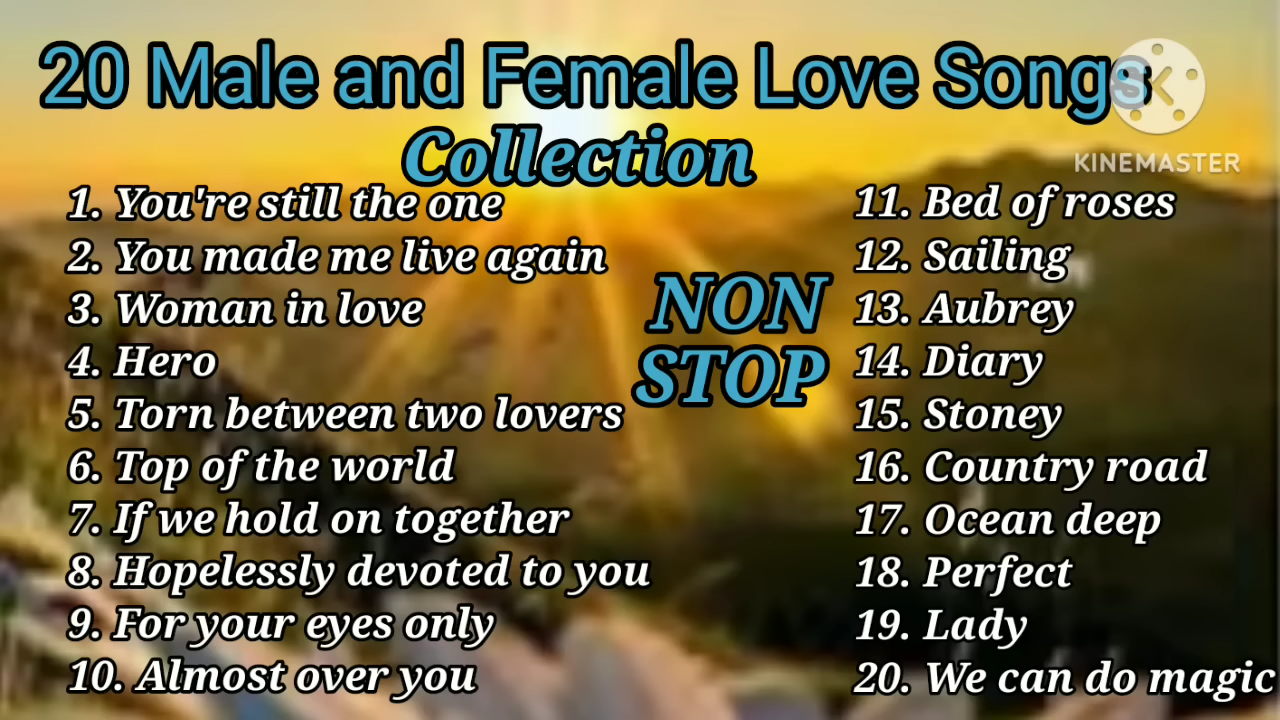 20 Male and Female Love Songs
Collection
KINEMASTER
1. You're still the one
2. You made me live again
3. Woman in love
4. Hero
5. Torn between two lovers
6. Top of the world
7. If we hold on together
8. Hopelessly devoted to you
9. For your eyes only
10. Almost over you
NON
STOP
11. Bed of roses
12. Sailing
13. Aubrey
14. Diary
15. Stoney
16. Country road
17. Ocean deep
18. Perfect
19. Lady
20. We can do magic